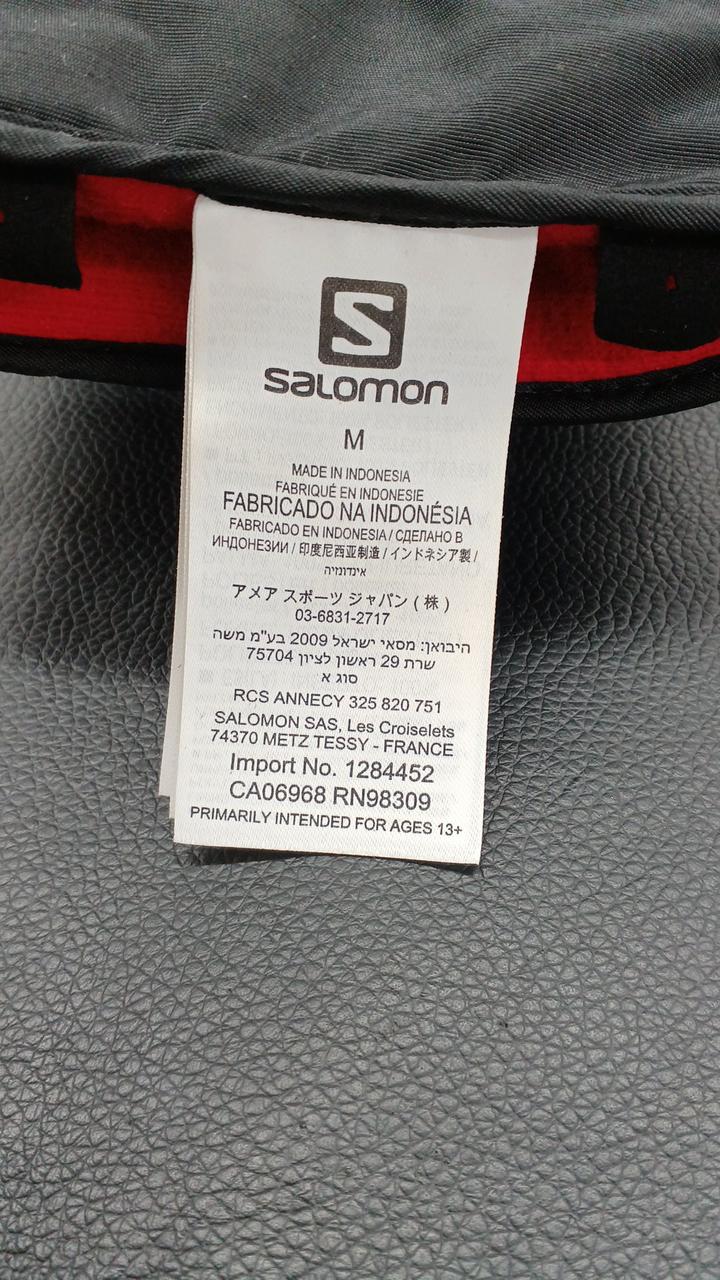 S
salomon
M
MADE IN INDONESIA
FABRIQUÉ EN INDONESIE
FABRICADO NA INDONÉSIA
FABRICADO EN INDONESIA / СДЕЛАНО В
ИНДОНЕЗИИ / 印度尼西亚制造 / インドネシア製 /
אינדונזיה
アメア スポーツ ジャパン ( 株 )
03-6831-2717
היבואן: מסאי ישראל 2009 בע"מ משה
שרת 29 ראשון לציון 75704
סוג א
RCS ANNECY 325 820 751
SALOMON SAS, Les Croiselets
74370 METZ TESSY - FRANCE
Import No. 1284452
CA06968 RN98309
PRIMARILY INTENDED FOR AGES 13+